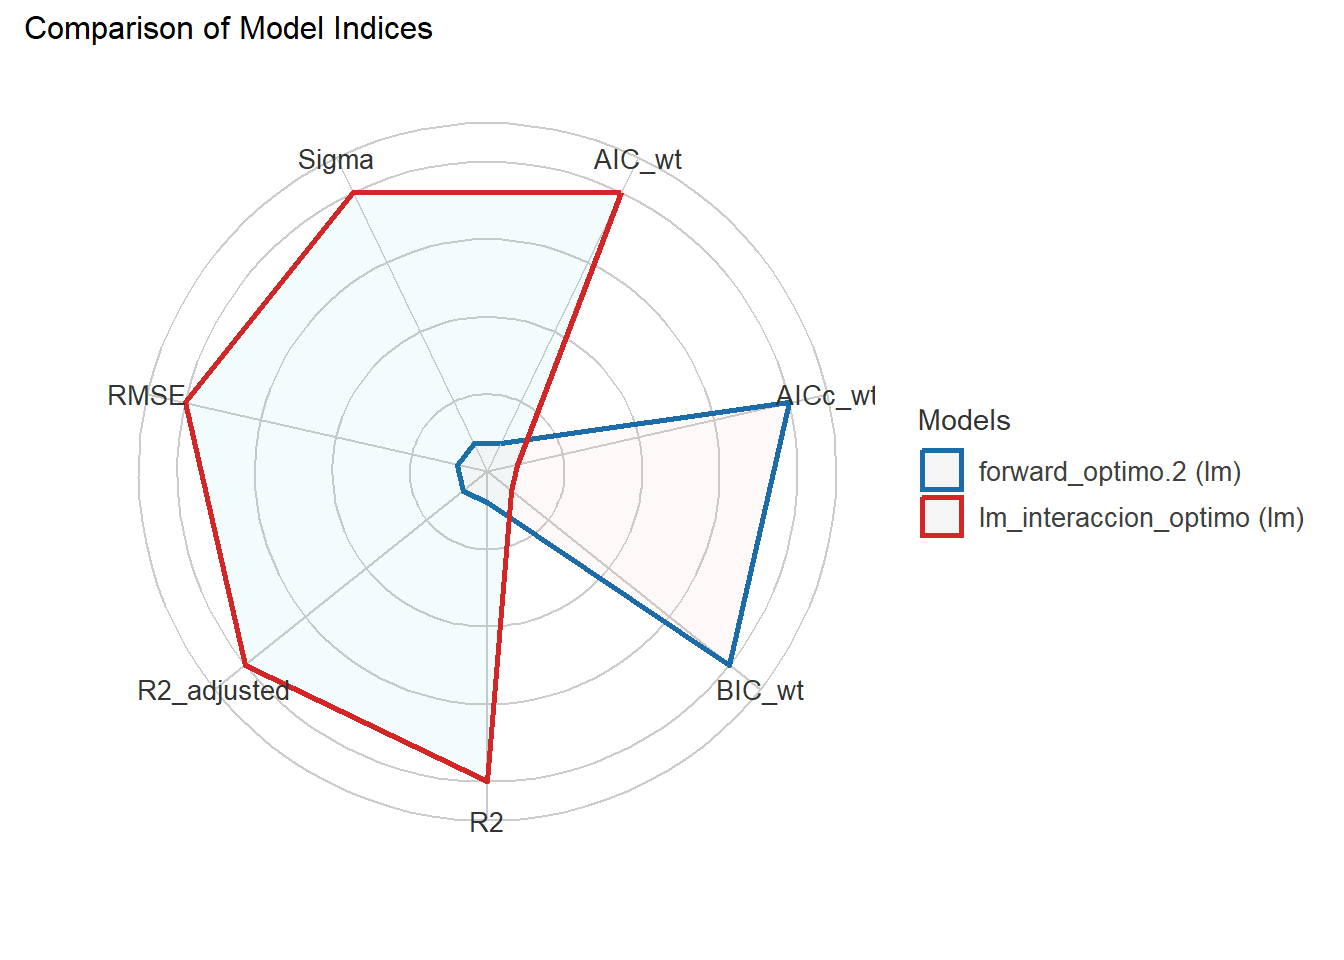 Comparison of Model Indices
Sigma
AIC_wt
RMSE
AICc_wt
Models
forward_optimo.2 (lm)
lm_interaccion_optimo (lm)
R2_adjusted
BIC_wt
R2